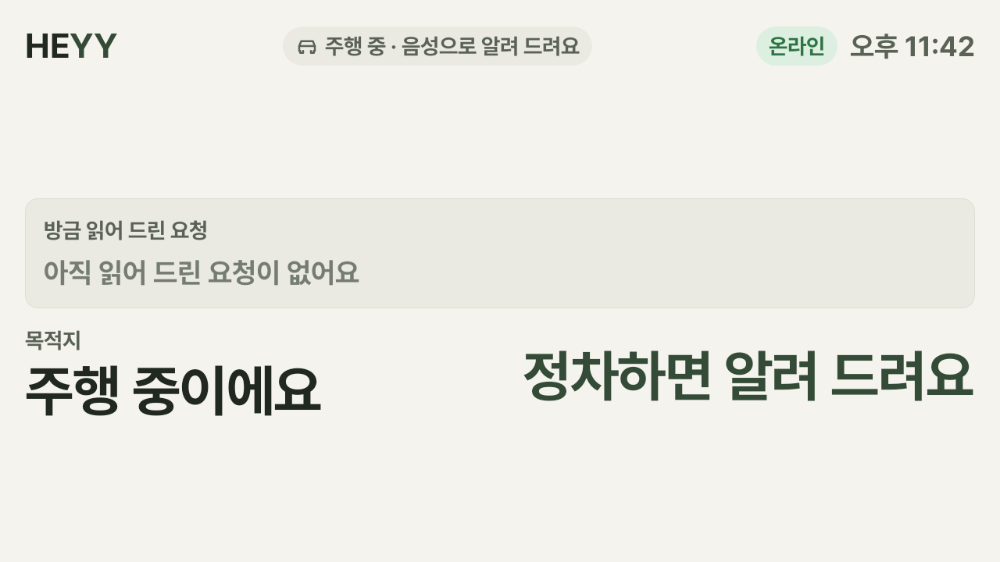 HEYY
주행 중 · 음성으로 알려 드려요
온라인
오후 11:42
방금 읽어 드린 요청
아직 읽어 드린 요청이 없어요
목적지
주행 중이에요
정차하면 알려 드려요